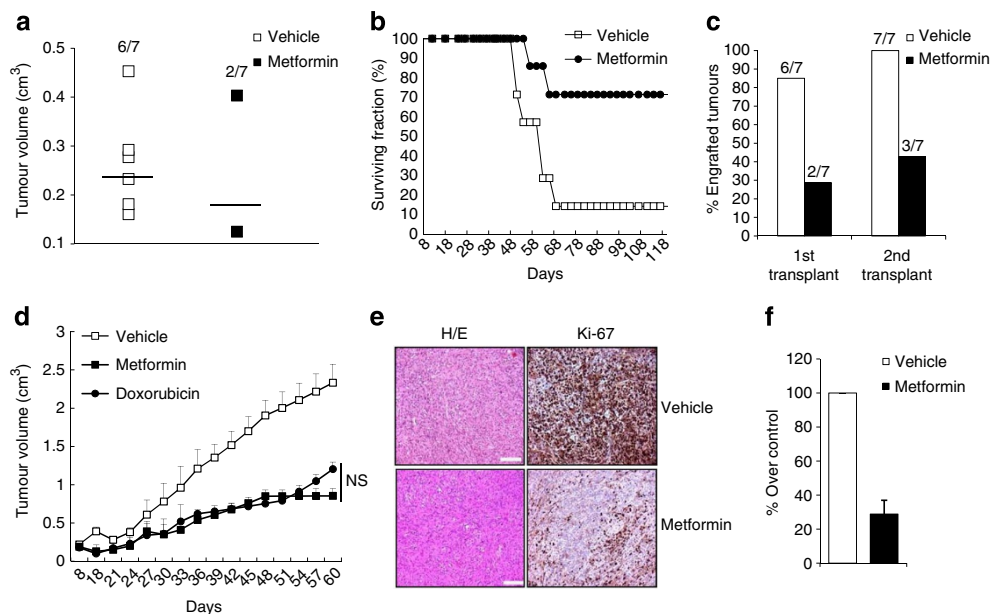 a
Tumour volume (cm3)
0.5
0.4
0.3
0.2
0.1
6/7
2/7
Vehicle
Metformin
b
Surviving fraction (%)
100
90
80
70
60
50
40
30
20
10
0
8 18 28 38 48 58 68 78 88 98 108 118
Days
Vehicle
Metformin
c
% Engrafted tumours
100
90
80
70
60
50
40
30
20
10
0
6/7
2/7
7/7
3/7
Vehicle
Metformin
1st
transplant
2nd
transplant
d
Tumour volume (cm3)
3
2.5
2
1.5
1
0.5
0
Vehicle
Metformin
Doxorubicin
NS
8 18 21 24 27 30 33 36 39 42 45 48 51 54 57 60
Days
e
H/E
Ki-67
Vehicle
Metformin
f
% Over control
120
100
80
60
40
20
0
Vehicle
Metformin